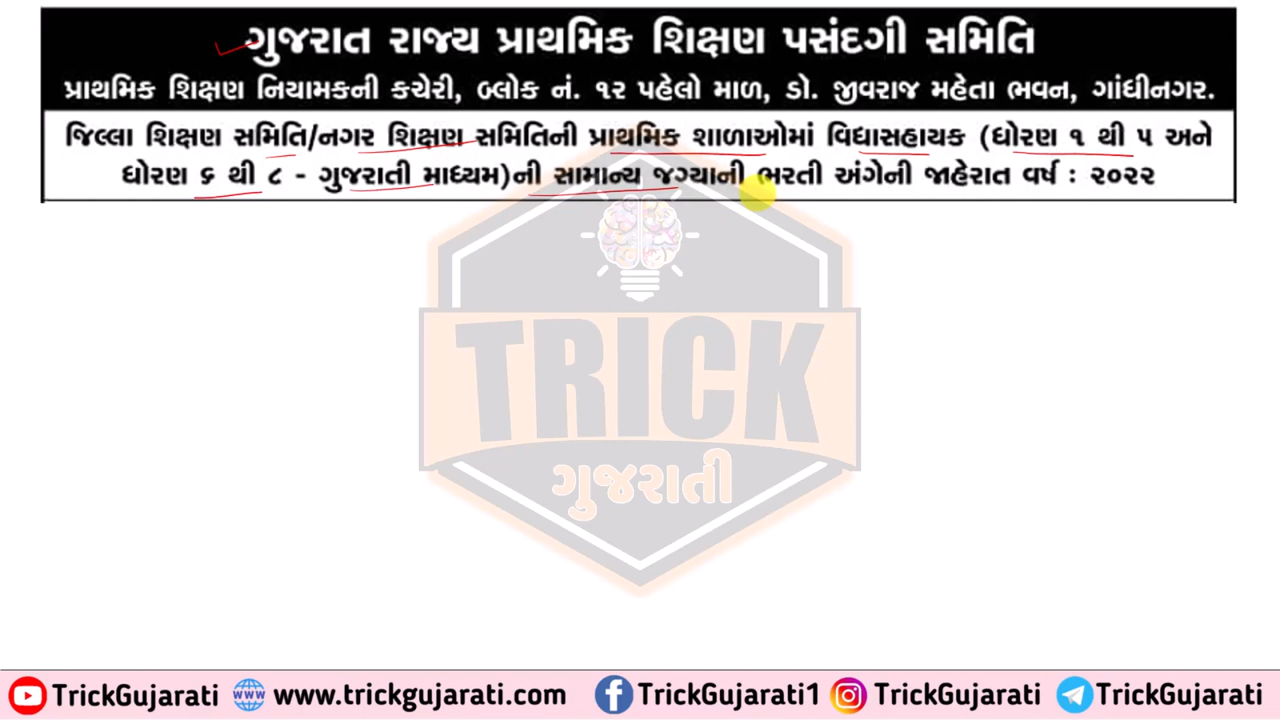 ગુજરાત રાજ્ય પ્રાથમિક શિક્ષણ પસંદગી સમિતિ
પ્રાથમિક શિક્ષણ નિયામકની કચેરી, બ્લોક નં. ૧૨ પહેલો માળ, ડો. જીવરાજ મહેતા ભવન, ગાંધીનગર.
જિલ્લા શિક્ષણ સમિતિ/નગર શિક્ષણ સમિતિની પ્રાથમિક શાળાઓમાં વિદ્યાસહાયક (ધોરણ ૧ થી ૫ અને
ધોરણ ૬ થી ૮ - ગુજરાતી માધ્યમ)ની સામાન્ય જગ્યાની ભરતી અંગેની જાહેરાત વર્ષ : ૨૦૨૨
TRICK
ગુજરાતી
TrickGujarati www.trickgujarati.com TrickGujarati1 TrickGujarati TrickGujarati